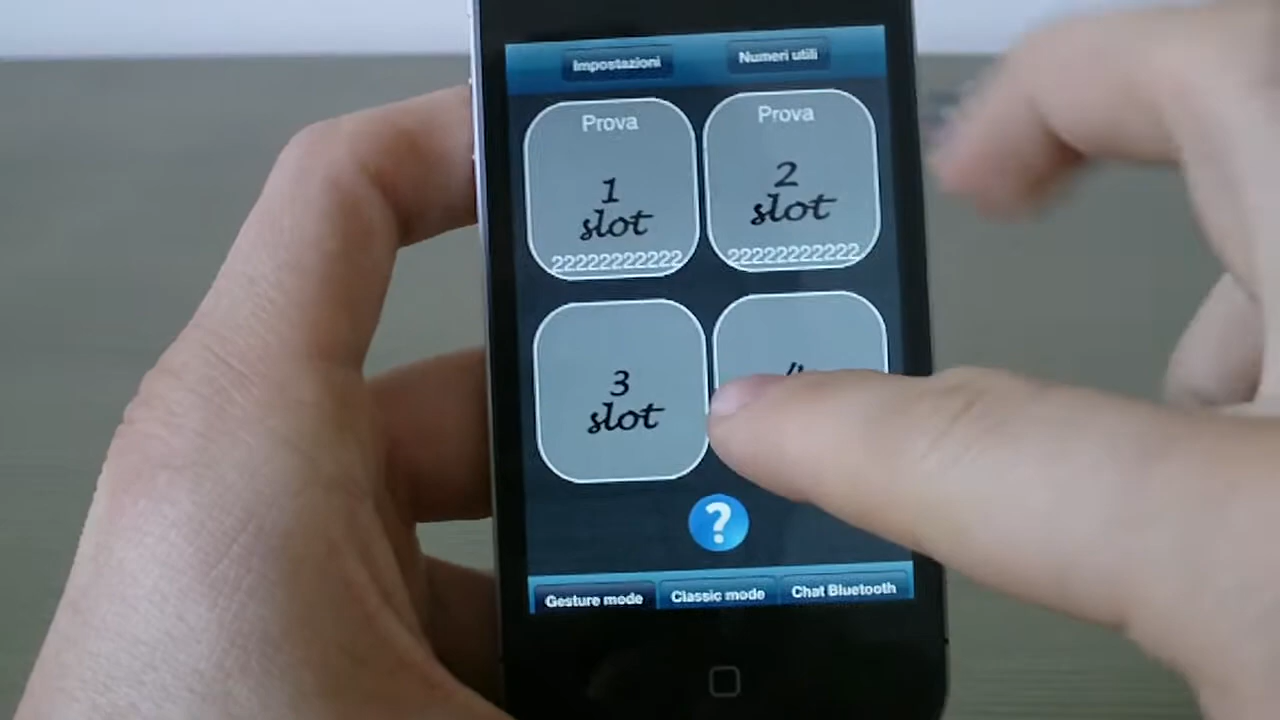 Impostazioni
Numeri utili
Prova
1
slot
22222222222
Prova
2
slot
22222222222
3
slot
?
Gesture mode
Classic mode
Chat Bluetooth